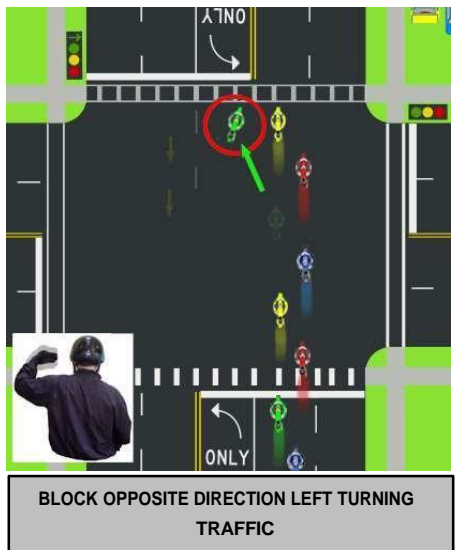 ONLY
ONLY
BLOCK OPPOSITE DIRECTION LEFT TURNING
TRAFFIC